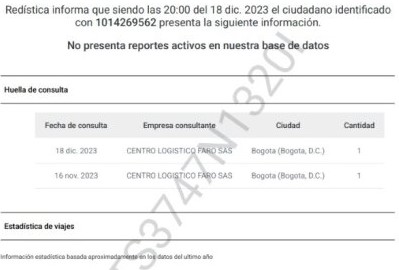 Redística informa que siendo las 20:00 del 18 dic. 2023 el ciudadano identificado
con 1014269562 presenta la siguiente información.
No presenta reportes activos en nuestra base de datos
Huella de consulta
Fecha de consulta Empresa consultante Ciudad Cantidad
18 dic. 2023 CENTRO LOGISTICO FARO SAS Bogota (Bogota, D.C.) 1
16 nov. 2023 CENTRO LOGISTICO FARO SAS Bogota (Bogota, D.C.) 1
Estadística de viajes
Información estadística basada aproximadamente en los datos del ultimo año